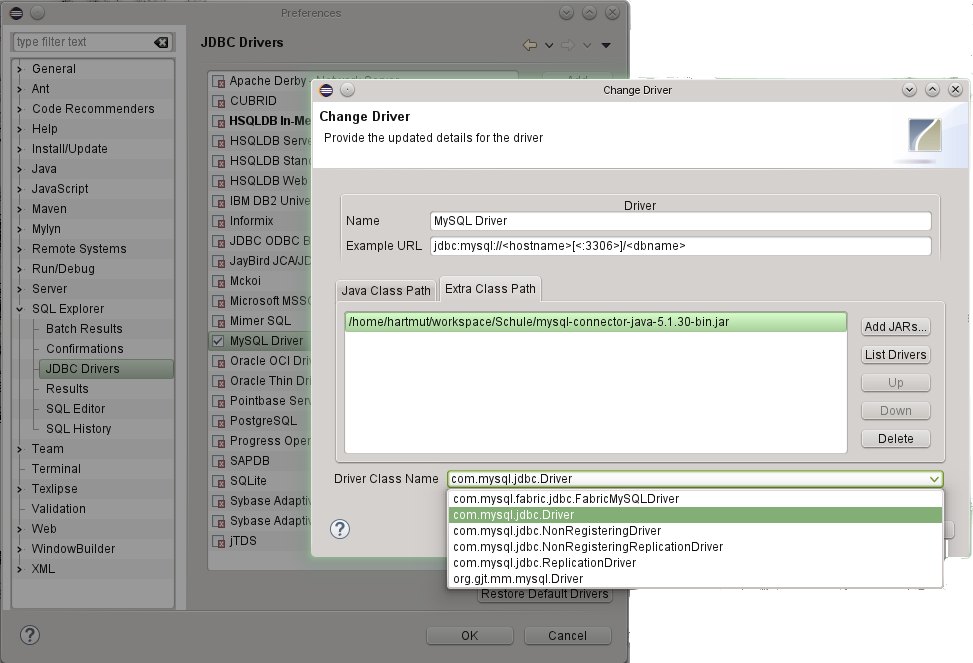 Preferences
type filter text
General
Ant
Code Recommenders
Help
Install/Update
Java
JavaScript
Maven
Mylyn
Remote Systems
Run/Debug
Server
SQL Explorer
Batch Results
Confirmations
JDBC Drivers
Results
SQL Editor
SQL History
Team
Terminal
Texlipse
Validation
Web
WindowBuilder
XML
JDBC Drivers
Apache Derby Network Server
CUBRID
HSQLDB In-Me
HSQLDB Serve
HSQLDB Stan
HSQLDB Web
IBM DB2 Unive
Informix
JDBC ODBC B
JayBird JCA/JD
Mckoi
Microsoft MSS
Mimer SQL
MySQL Driver
Oracle OCI Dri
Oracle Thin Dri
Pointbase Serv
PostgreSQL
Progress Oper
SAPDB
SQLite
Sybase Adaptiv
Sybase Adaptiv
jTDS
Add
Restore Default Drivers
OK
Cancel
Change Driver
Change Driver
Provide the updated details for the driver
Driver
Name
MySQL Driver
Example URL
jdbc:mysql://<hostname>[<:3306>]/<dbname>
Java Class Path
Extra Class Path
/home/hartmut/workspace/Schule/mysql-connector-java-5.1.30-bin.jar
Add JARs...
List Drivers
Up
Down
Delete
Driver Class Name
com.mysql.jdbc.Driver
com.mysql.fabric.jdbc.FabricMySQLDriver
com.mysql.jdbc.Driver
com.mysql.jdbc.NonRegisteringDriver
com.mysql.jdbc.NonRegisteringReplicationDriver
com.mysql.jdbc.ReplicationDriver
org.gjt.mm.mysql.Driver